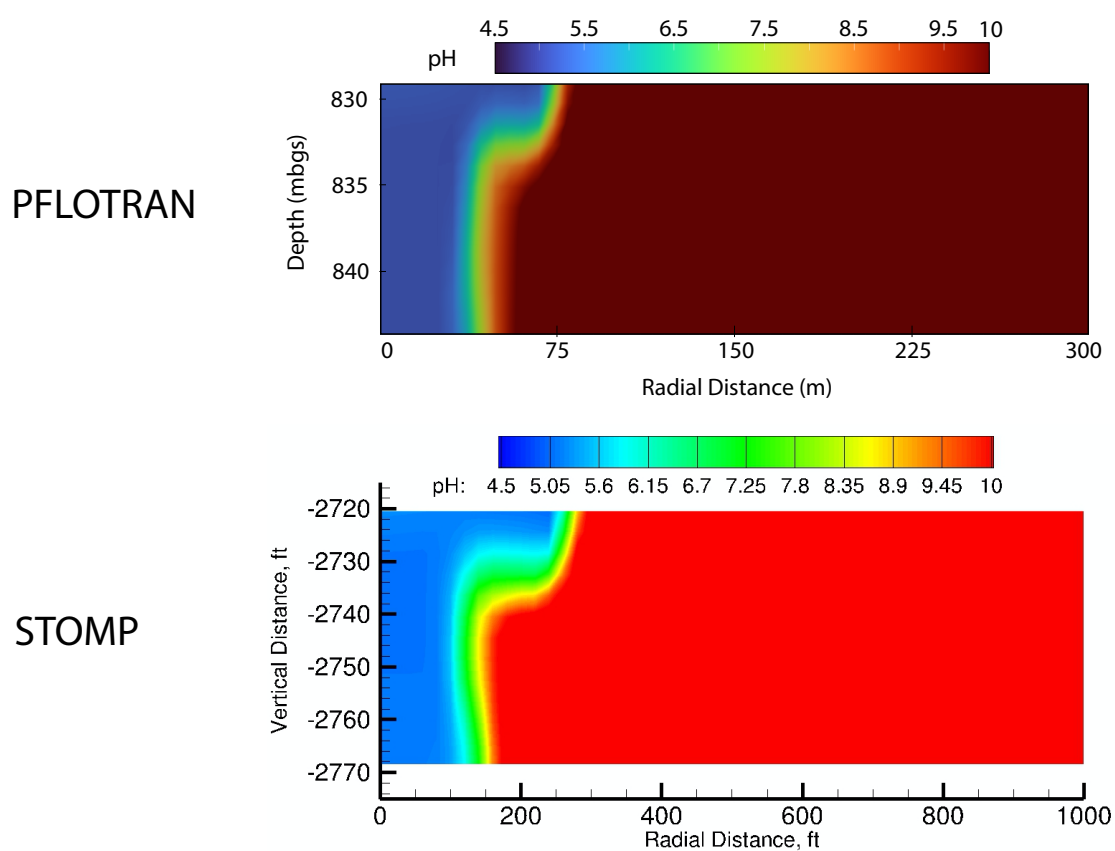 4.5 5.5 6.5 7.5 8.5 9.5 10
pH
830
835
840
Depth (mbgs)
PFLOTRAN
0 75 150 225 300
Radial Distance (m)
pH: 4.5 5.05 5.6 6.15 6.7 7.25 7.8 8.35 8.9 9.45 10
-2720
-2730
-2740
-2750
-2760
-2770
Vertical Distance, ft
STOMP
0 200 400 600 800 1000
Radial Distance, ft